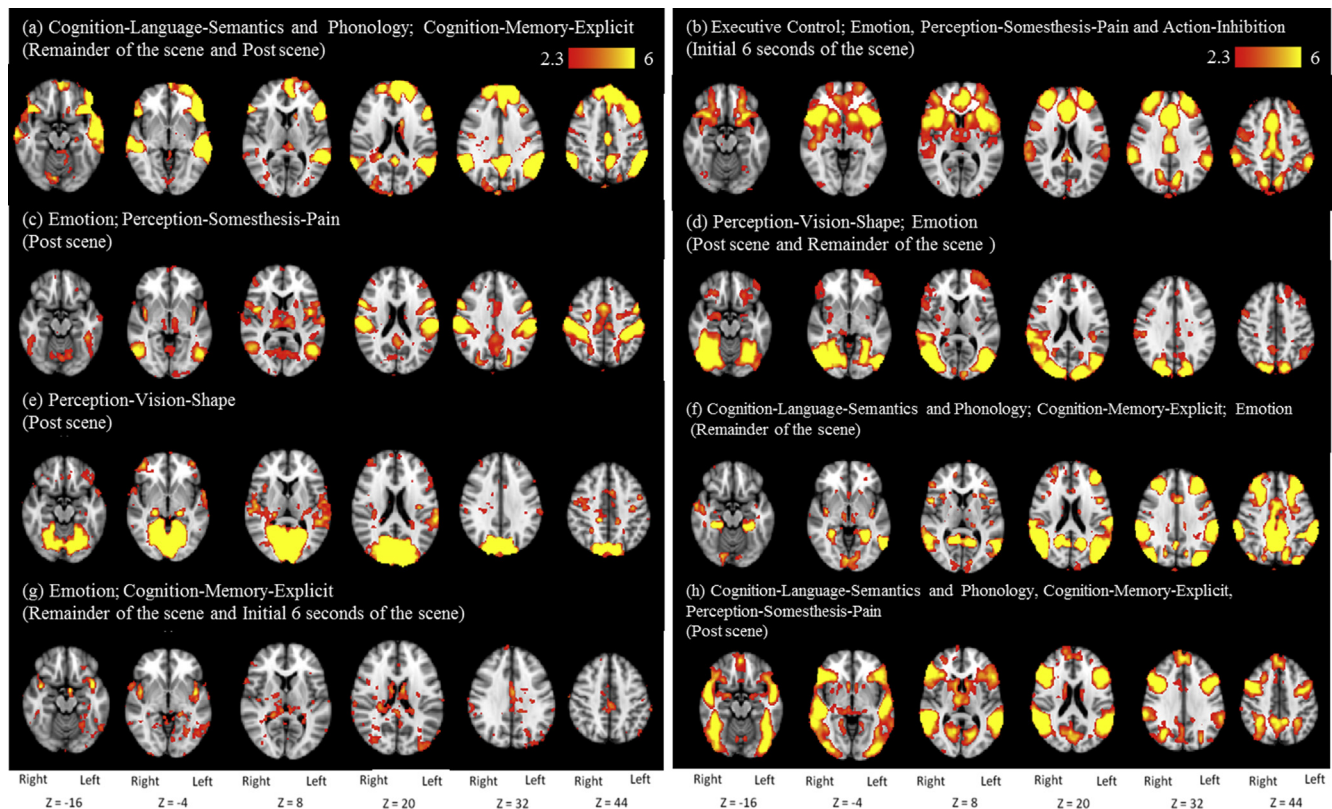 (a) Cognition-Language-Semantics and Phonology; Cognition-Memory-Explicit
(Remainder of the scene and Post scene)
2.3 6
(b) Executive Control; Emotion, Perception-Somesthesis-Pain and Action-Inhibition
(Initial 6 seconds of the scene)
2.3 6
(c) Emotion; Perception-Somesthesis-Pain
(Post scene)
(d) Perception-Vision-Shape; Emotion
(Post scene and Remainder of the scene )
(e) Perception-Vision-Shape
(Post scene)
(f) Cognition-Language-Semantics and Phonology; Cognition-Memory-Explicit; Emotion
(Remainder of the scene)
(g) Emotion; Cognition-Memory-Explicit
(Remainder of the scene and Initial 6 seconds of the scene)
(h) Cognition-Language-Semantics and Phonology, Cognition-Memory-Explicit,
Perception-Somesthesis-Pain
(Post scene)
Right Left Right Left Right Left Right Left Right Left Right Left
Z = -16 Z = -4 Z = 8 Z = 20 Z = 32 Z = 44
Right Left Right Left Right Left Right Left Right Left Right Left
Z = -16 Z = -4 Z = 8 Z = 20 Z = 32 Z = 44